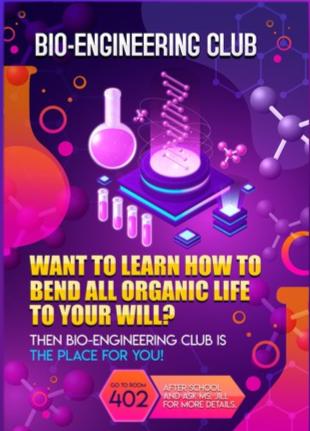 BIO-ENGINEERING CLUB
WANT TO LEARN HOW TO
BEND ALL ORGANIC LIFE
TO YOUR WILL?
THEN BIO-ENGINEERING CLUB IS
THE PLACE FOR YOU!
GO TO ROOM
402
AFTER SCHOOL
AND ASK MS. JILL
FOR MORE DETAILS.